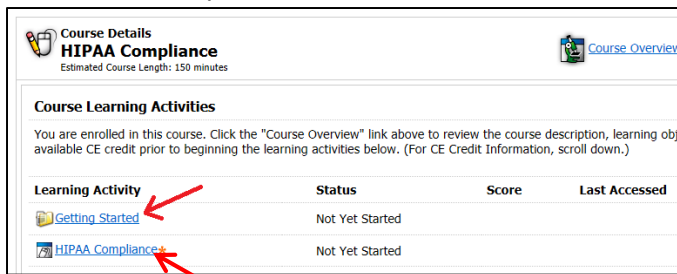 Course Details
HIPAA Compliance
Estimated Course Length: 150 minutes
Course Overview
Course Learning Activities
You are enrolled in this course. Click the "Course Overview" link above to review the course description, learning obj
available CE credit prior to beginning the learning activities below. (For CE Credit Information, scroll down.)
Learning Activity Status Score Last Accessed
Getting Started Not Yet Started
HIPAA Compliance* Not Yet Started